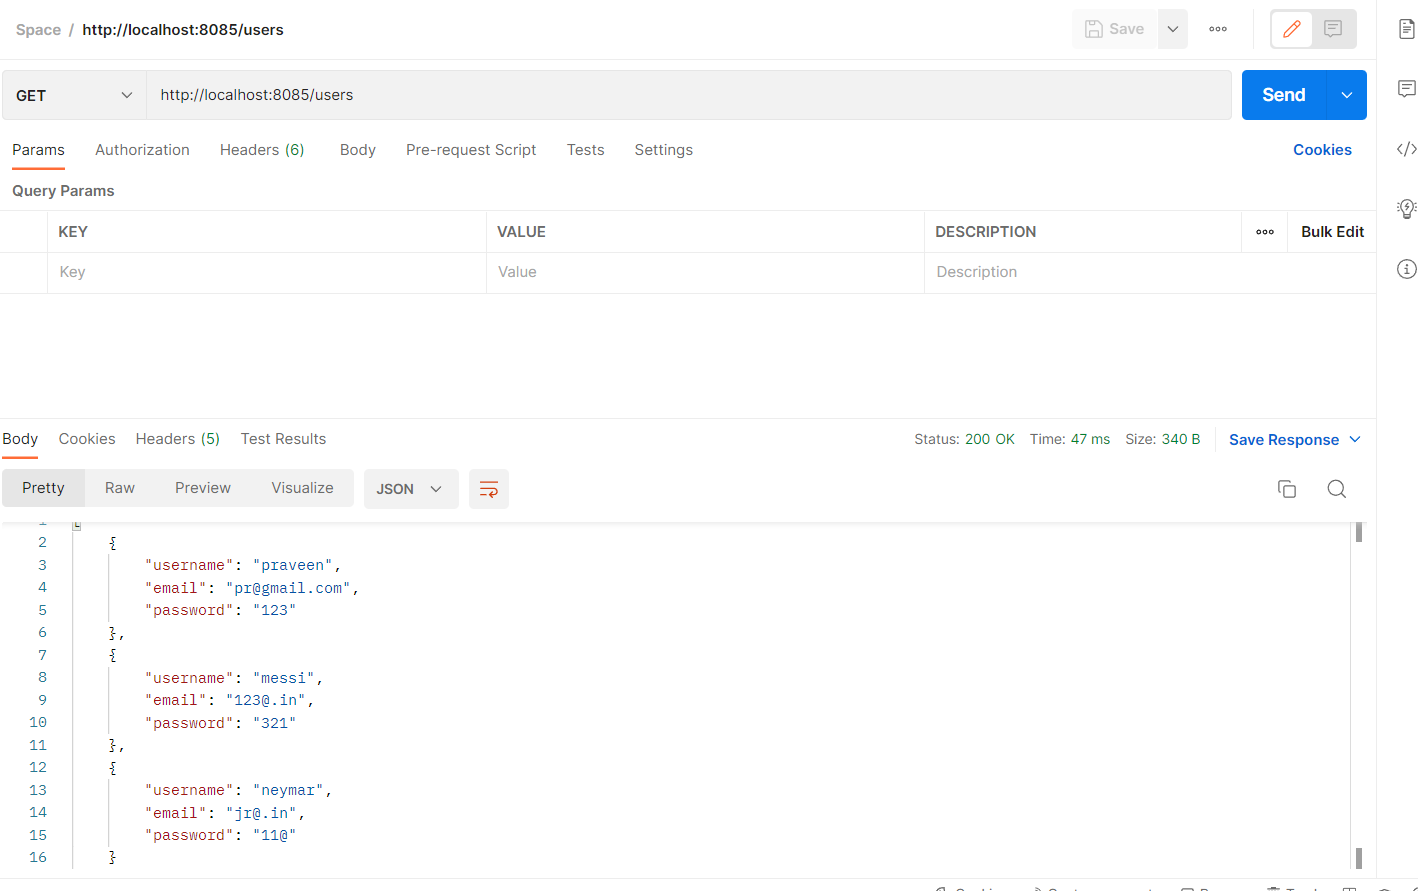 Space / http://localhost:8085/users
Save
GET http://localhost:8085/users Send
Params Authorization Headers (6) Body Pre-request Script Tests Settings Cookies
Query Params
KEY VALUE DESCRIPTION Bulk Edit
Key Value Description
Body Cookies Headers (5) Test Results Status: 200 OK Time: 47 ms Size: 340 B Save Response
Pretty Raw Preview Visualize JSON
2 {
3 "username": "praveen",
4 "email": "pr@gmail.com",
5 "password": "123"
6 },
7 {
8 "username": "messi",
9 "email": "123@.in",
10 "password": "321"
11 },
12 {
13 "username": "neymar",
14 "email": "jr@.in",
15 "password": "11@"
16 }